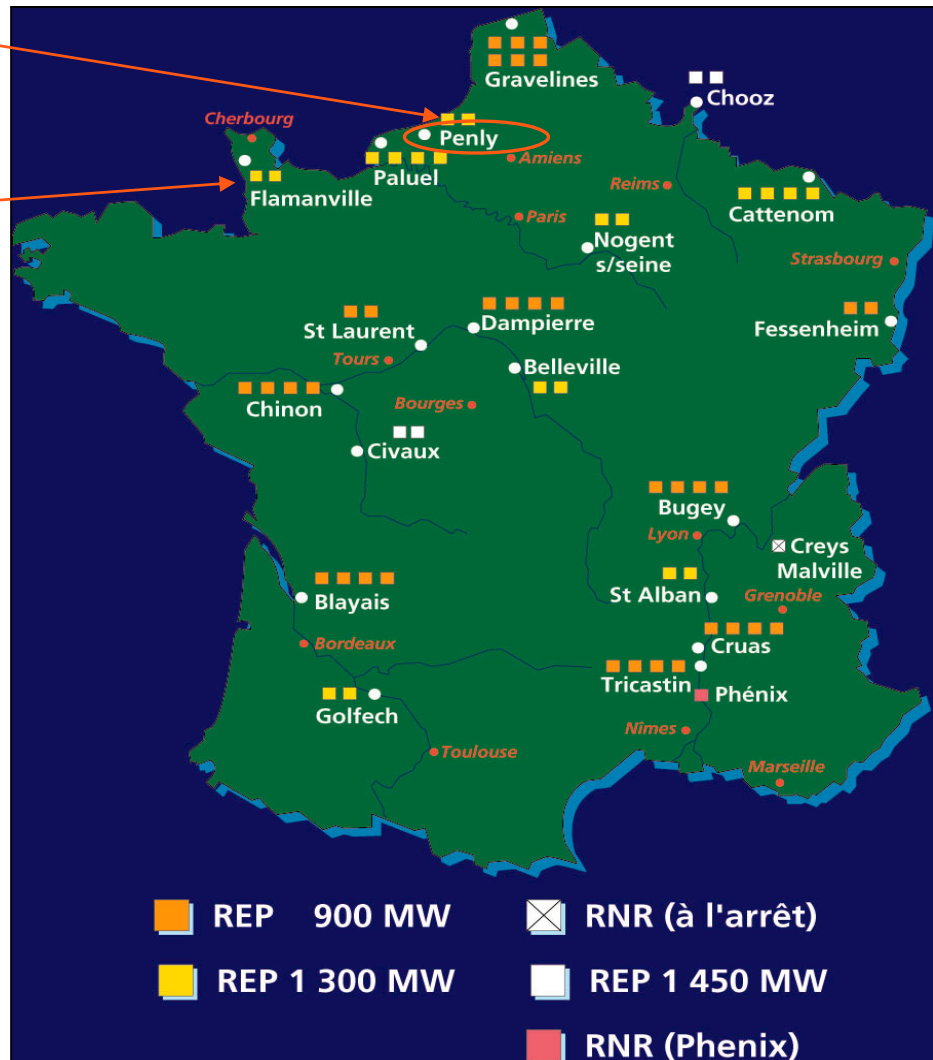 Gravelines
Chooz
Cherbourg
Penly
Amiens
Paluel
Reims
Flamanville
Cattenom
Paris
Nogent
s/seine
Strasbourg
Dampierre
St Laurent
Fessenheim
Tours
Belleville
Chinon
Bourges
Civaux
Bugey
Lyon
Creys
Malville
St Alban
Grenoble
Blayais
Bordeaux
Cruas
Tricastin
Phénix
Golfech
Nîmes
Toulouse
Marseille
REP 900 MW
RNR (à l'arrêt)
REP 1 300 MW
REP 1 450 MW
RNR (Phenix)